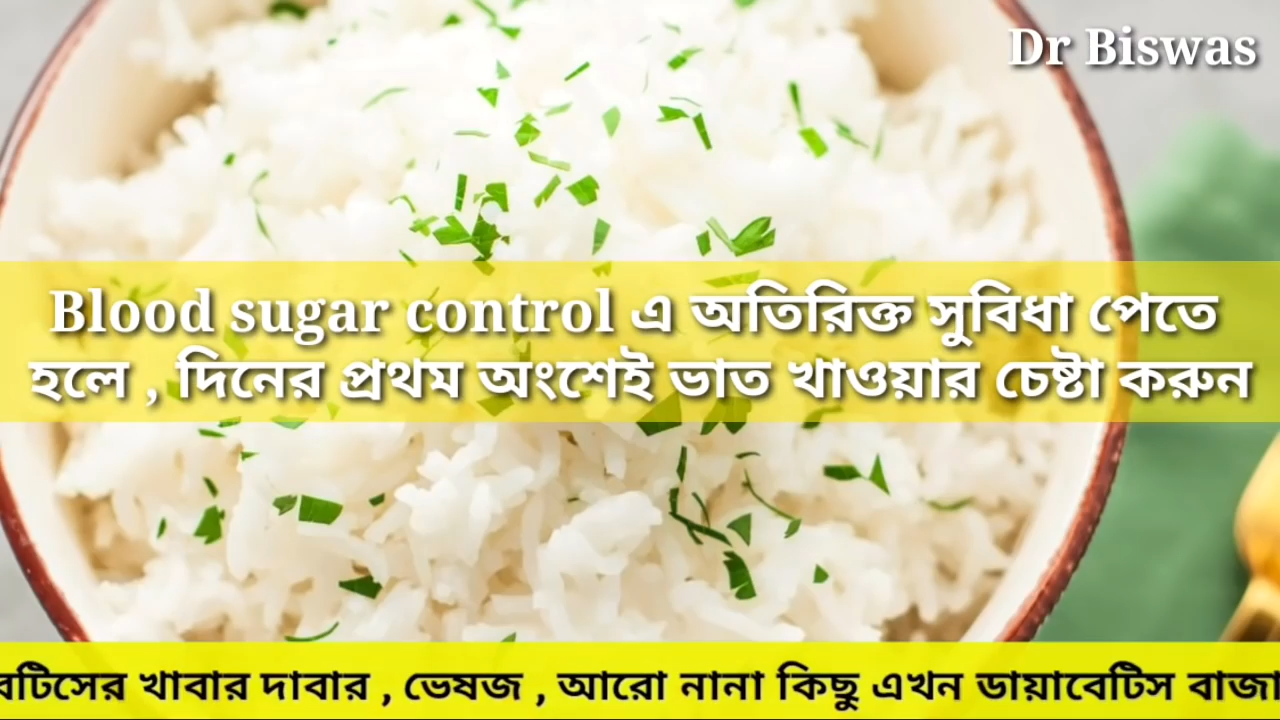 Dr Biswas
Blood sugar control এ অতিরিক্ত সুবিধা পেতে
হলে , দিনের প্রথম অংশেই ভাত খাওয়ার চেষ্টা করুন
খাবার দাবার , ভেষজ , আরো নানা কিছু এখন ডায়াবেটিস